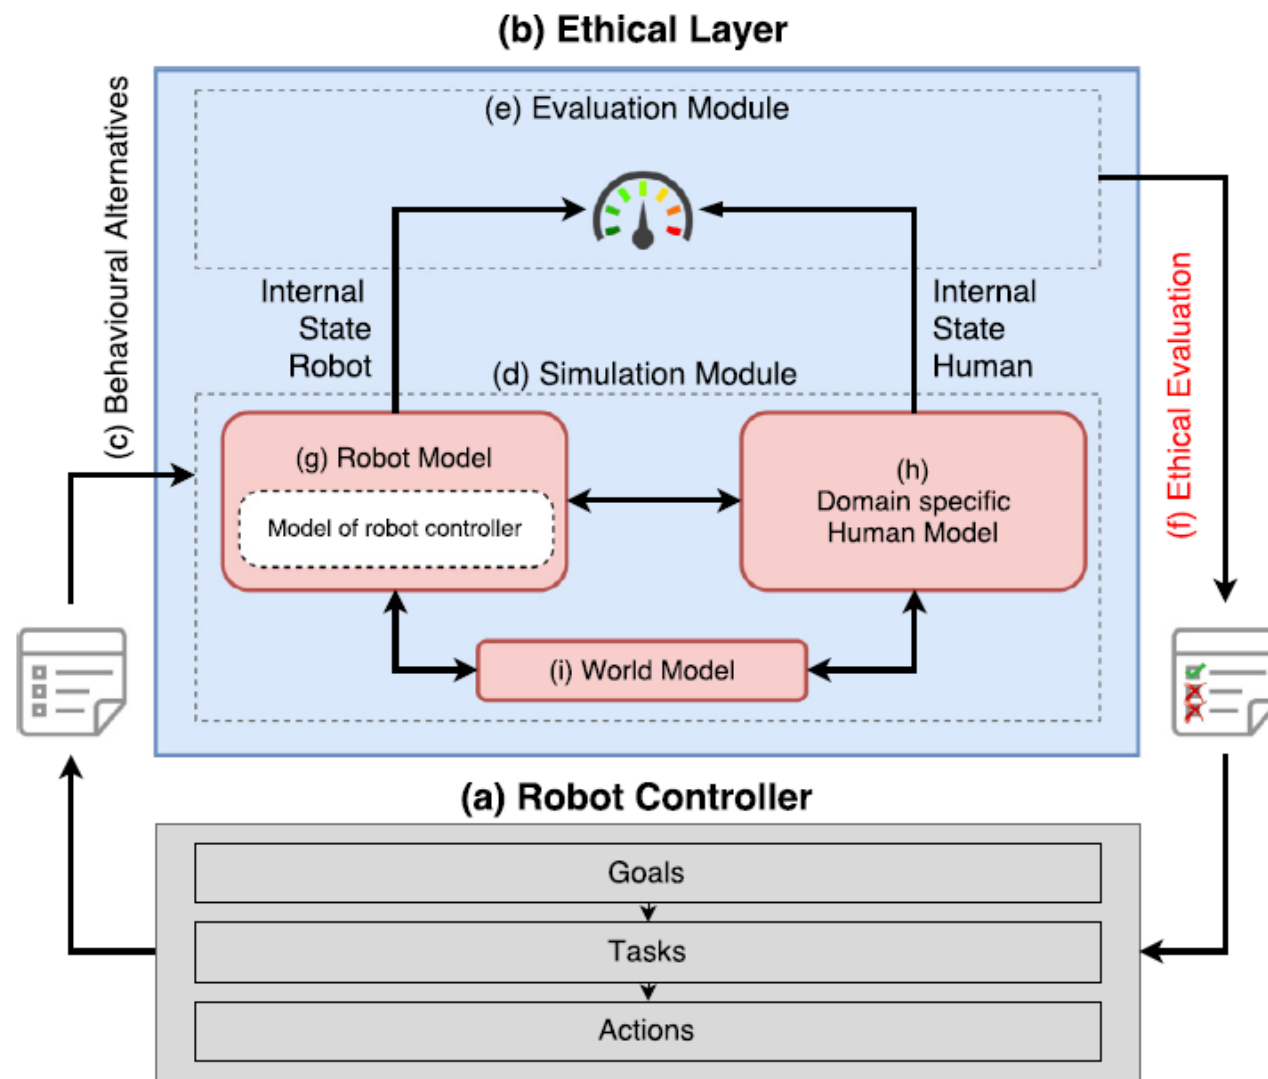 (b) Ethical Layer
(c) Behavioural Alternatives
(e) Evaluation Module
Internal
State
Robot
Internal
State
Human
(f) Ethical Evaluation
(d) Simulation Module
(g) Robot Model
Model of robot controller
(h)
Domain specific
Human Model
(i) World Model
(a) Robot Controller
Goals
Tasks
Actions